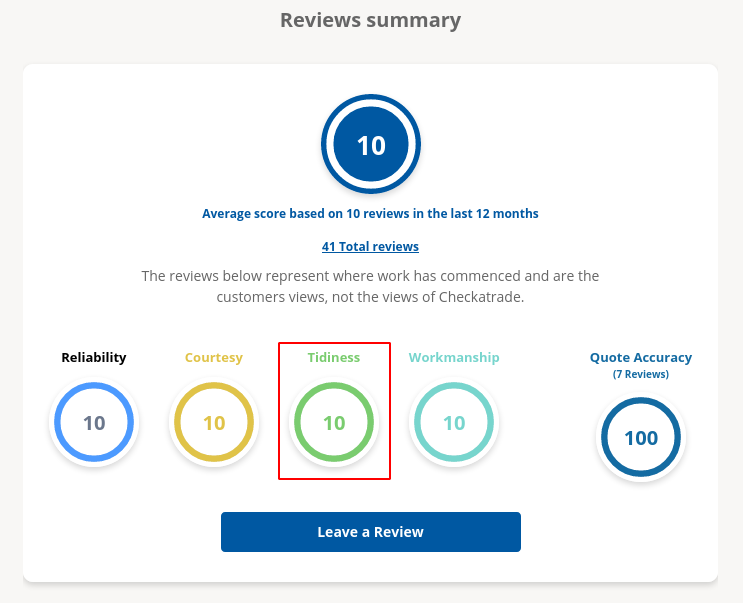 Reviews summary
10
Average score based on 10 reviews in the last 12 months
41 Total reviews
The reviews below represent where work has commenced and are the
customers views, not the views of Checkatrade.
Reliability
10
Courtesy
10
Tidiness
10
Workmanship
10
Quote Accuracy
(7 Reviews)
100
Leave a Review